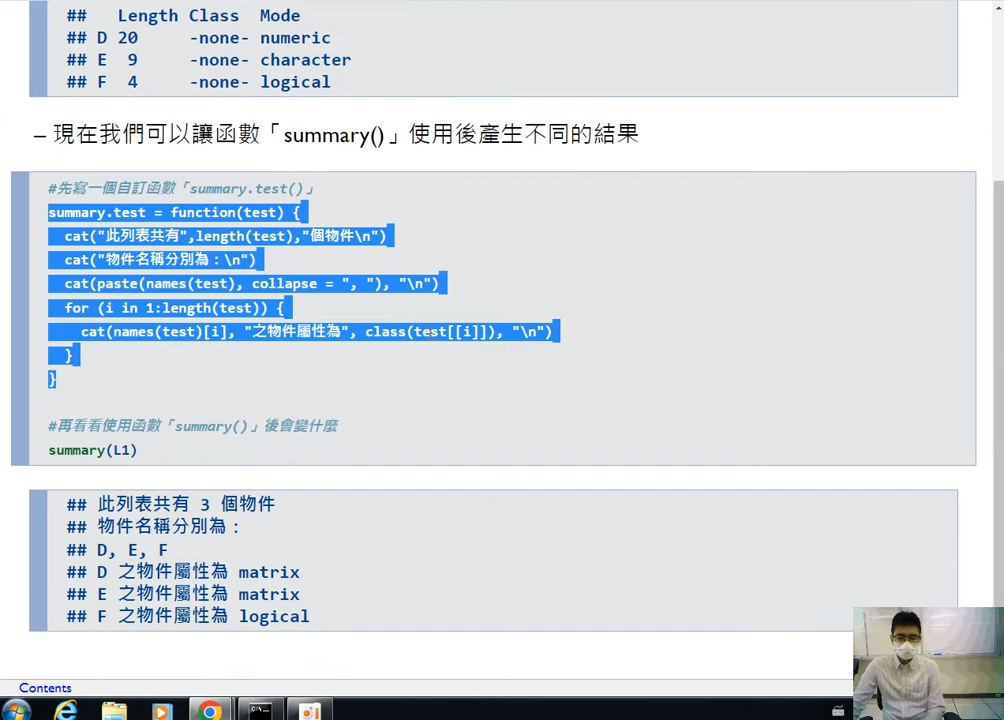 ##   Length Class  Mode
## D 20     -none- numeric
## E  9     -none- character
## F  4     -none- logical
– 現在我們可以讓函數「summary()」使用後產生不同的結果
#先寫一個自訂函數「summary.test()」
summary.test = function(test) {
  cat("此列表共有",length(test),"個物件\n")
  cat("物件名稱分別為：\n")
  cat(paste(names(test), collapse = ", "), "\n")
  for (i in 1:length(test)) {
    cat(names(test)[i], "之物件屬性為", class(test[[i]]), "\n")
  }
}
#再看看使用函數「summary()」後會變什麼
summary(L1)
## 此列表共有 3 個物件
## 物件名稱分別為：
## D, E, F
## D 之物件屬性為 matrix
## E 之物件屬性為 matrix
## F 之物件屬性為 logical
Contents